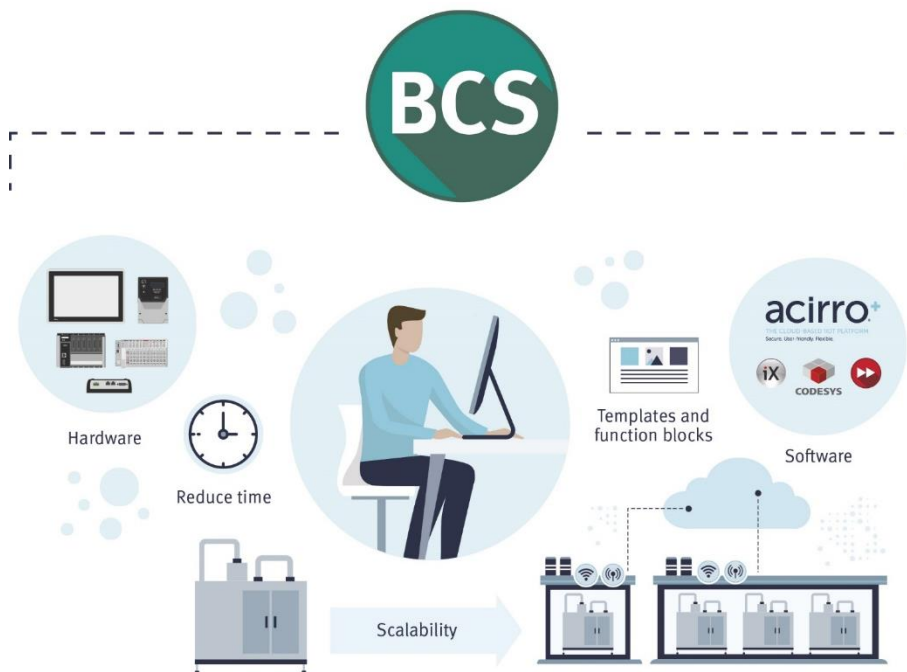 BCS
Hardware
Reduce time
Templates and
function blocks
acirro+
THE CLOUD BASED IIOT PLATFORM
Secure. User friendly. Flexible.
iX
CODESYS
Software
Scalability